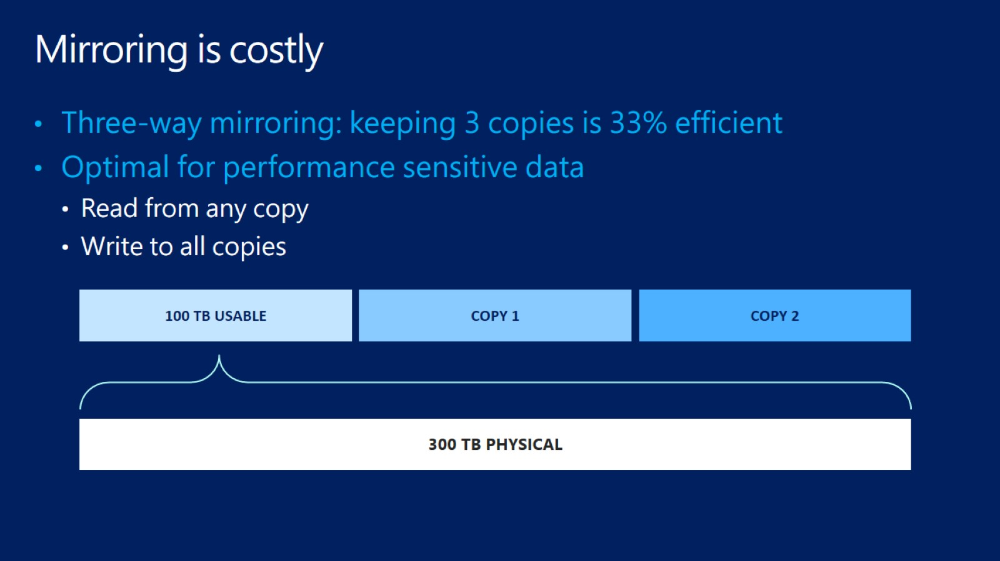 Mirroring is costly
• Three-way mirroring: keeping 3 copies is 33% efficient
• Optimal for performance sensitive data
• Read from any copy
• Write to all copies
100 TB USABLE
COPY 1
COPY 2
300 TB PHYSICAL